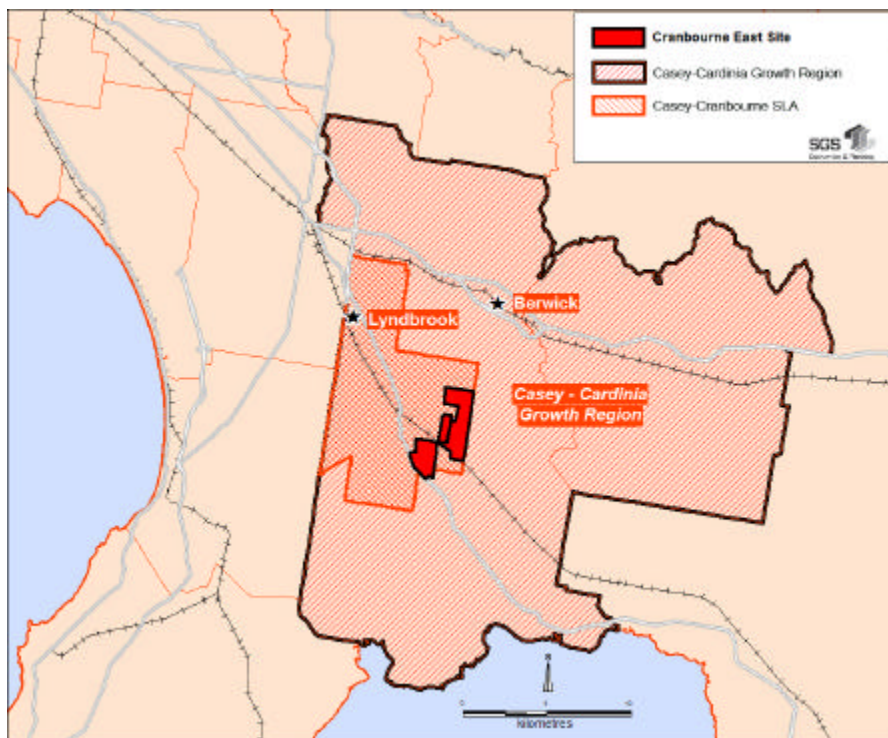 Cranbourne East Site
Casey-Cardinia Growth Region
Casey-Cranbourne SLA
SGS
Economics & Planning
Berwick
Lyndbrook
Casey - Cardinia
Growth Region
kilometres